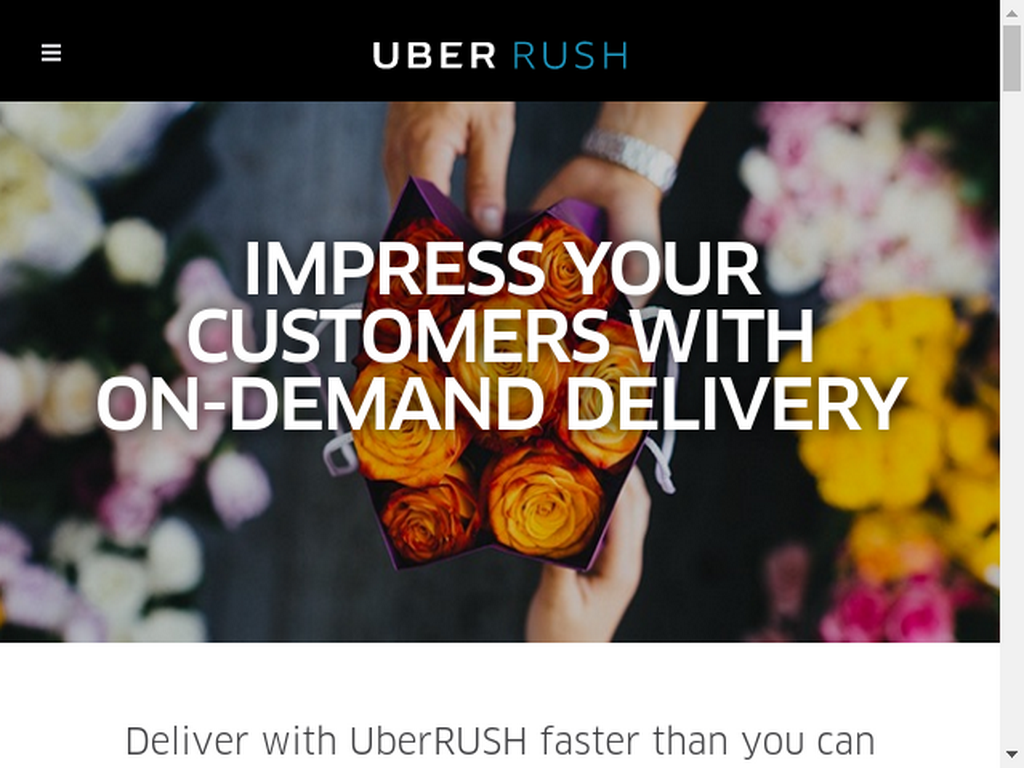 UBER RUSH
IMPRESS YOUR
CUSTOMERS WITH
ON-DEMAND DELIVERY
Deliver with UberRUSH faster than you can